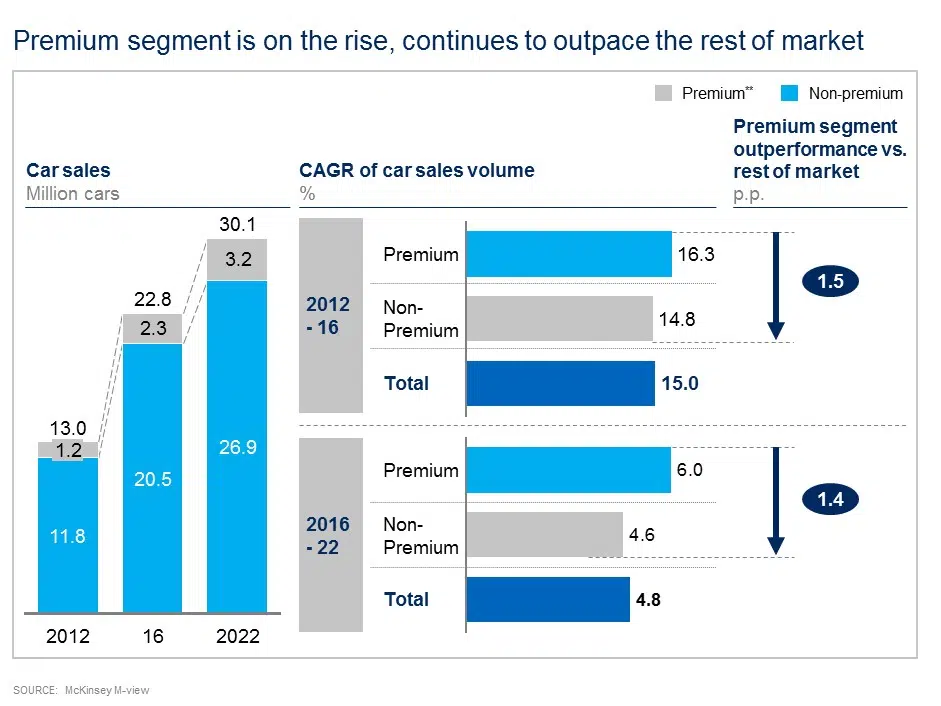 Premium segment is on the rise, continues to outpace the rest of market
Premium**
Non-premium
Car sales
Million cars
30.1
3.2
22.8
2.3
13.0
1.2
26.9
20.5
11.8
2012
16
2022
CAGR of car sales volume
%
2012
- 16
Premium
16.3
Non-
Premium
14.8
Total
15.0
2016
- 22
Premium
6.0
Non-
Premium
4.6
Total
4.8
Premium segment
outperformance vs.
rest of market
p.p.
1.5
1.4
SOURCE: McKinsey M-view